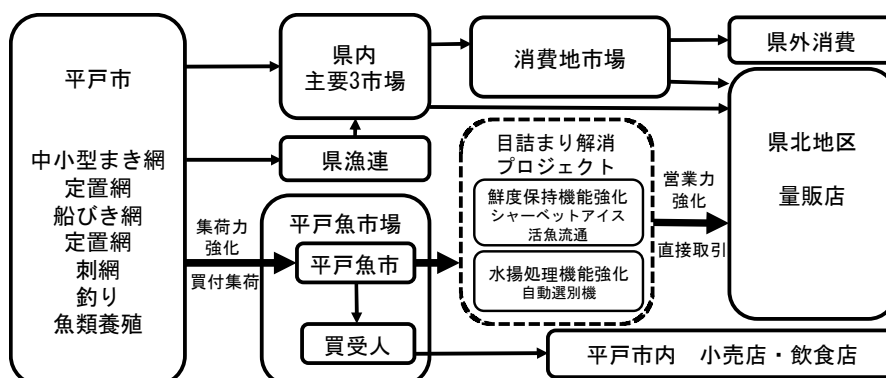 平戸市
中小型まき網
定置網
船びき網
定置網
刺網
釣り
魚類養殖
県内
主要3市場
県漁連
消費地市場
県外消費
県北地区
量販店
集荷力
強化
買付集荷
平戸魚市場
平戸魚市
買受人
目詰まり解消
プロジェクト
鮮度保持機能強化
シャーベットアイス
活魚流通
水揚処理機能強化
自動選別機
営業力
強化
直接取引
平戸市内　小売店・飲食店